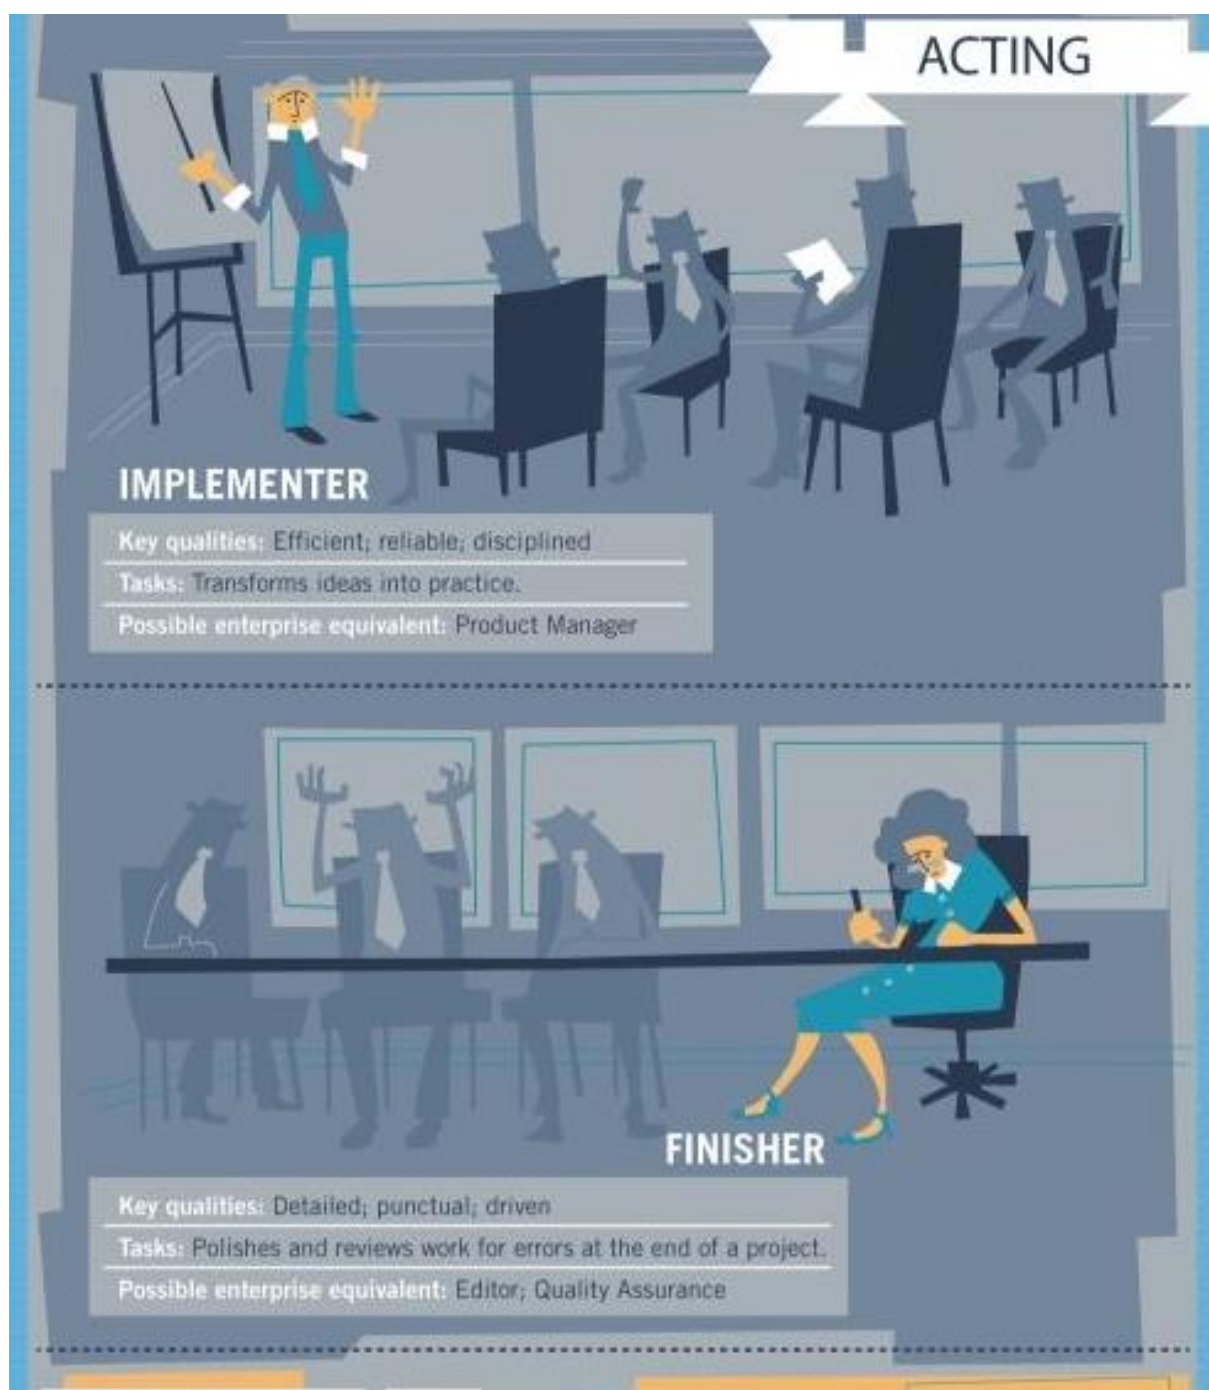 ACTING
IMPLEMENTER
Key qualities: Efficient; reliable; disciplined
Tasks: Transforms ideas into practice.
Possible enterprise equivalent: Product Manager
FINISHER
Key qualities: Detailed; punctual; driven
Tasks: Polishes and reviews work for errors at the end of a project.
Possible enterprise equivalent: Editor; Quality Assurance